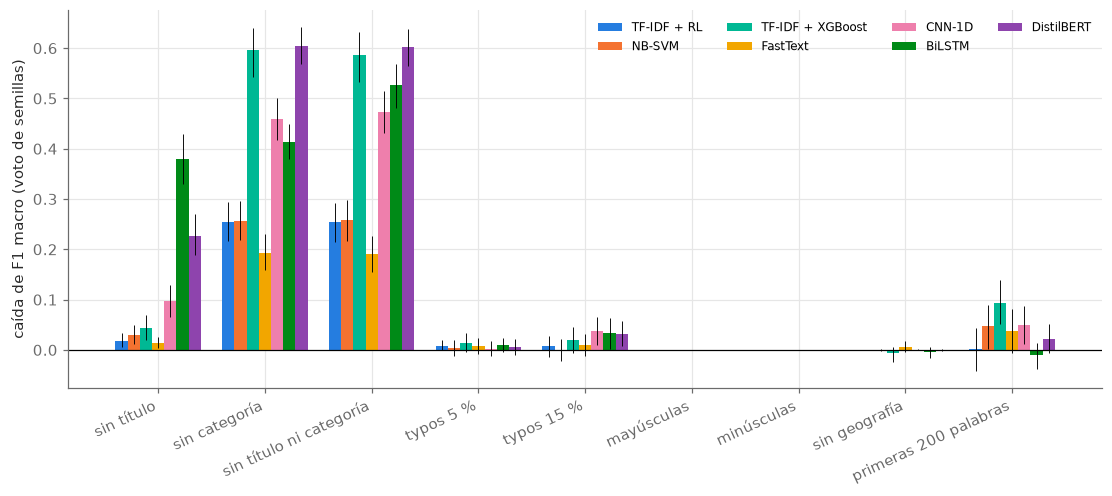 TF-IDF + RL
NB-SVM
TF-IDF + XGBoost
FastText
CNN-1D
BiLSTM
DistilBERT
caída de F1 macro (voto de semillas)
0.6
0.5
0.4
0.3
0.2
0.1
0.0
sin título
sin categoría
sin título ni categoría
typos 5 %
typos 15 %
mayúsculas
minúsculas
sin geografía
primeras 200 palabras